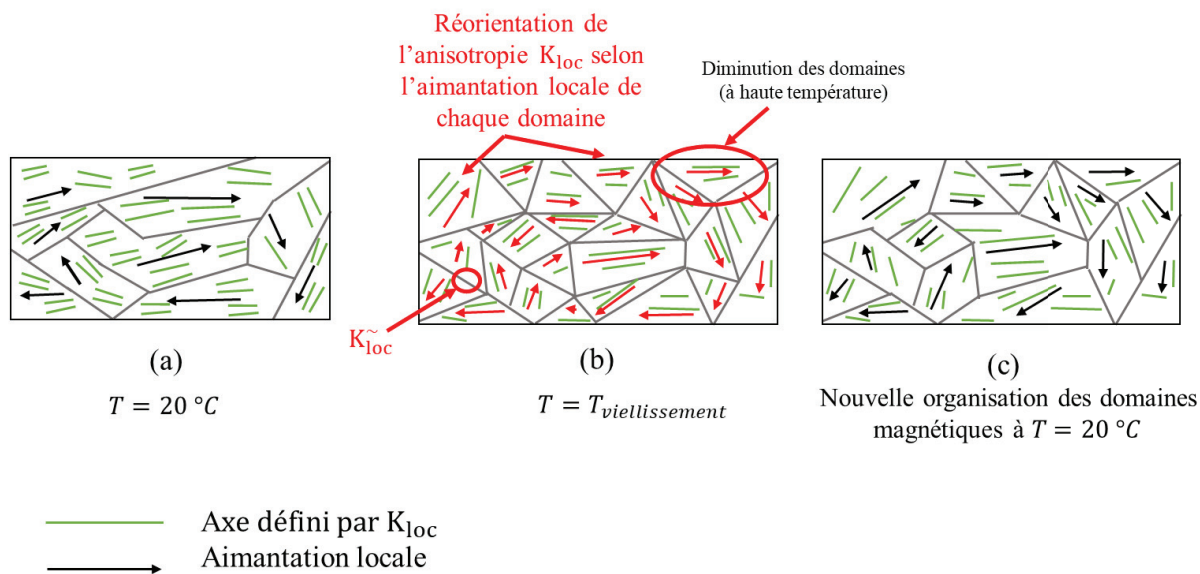 Réorientation de
l'anisotropie K_loc selon
l'aimantation locale de
chaque domaine
Diminution des domaines
(à haute température)
K_loc^~
(a)
T = 20 °C
(b)
T = T_viellissement
(c)
Nouvelle organisation des domaines
magnétiques à T = 20 °C
Axe défini par K_loc
Aimantation locale